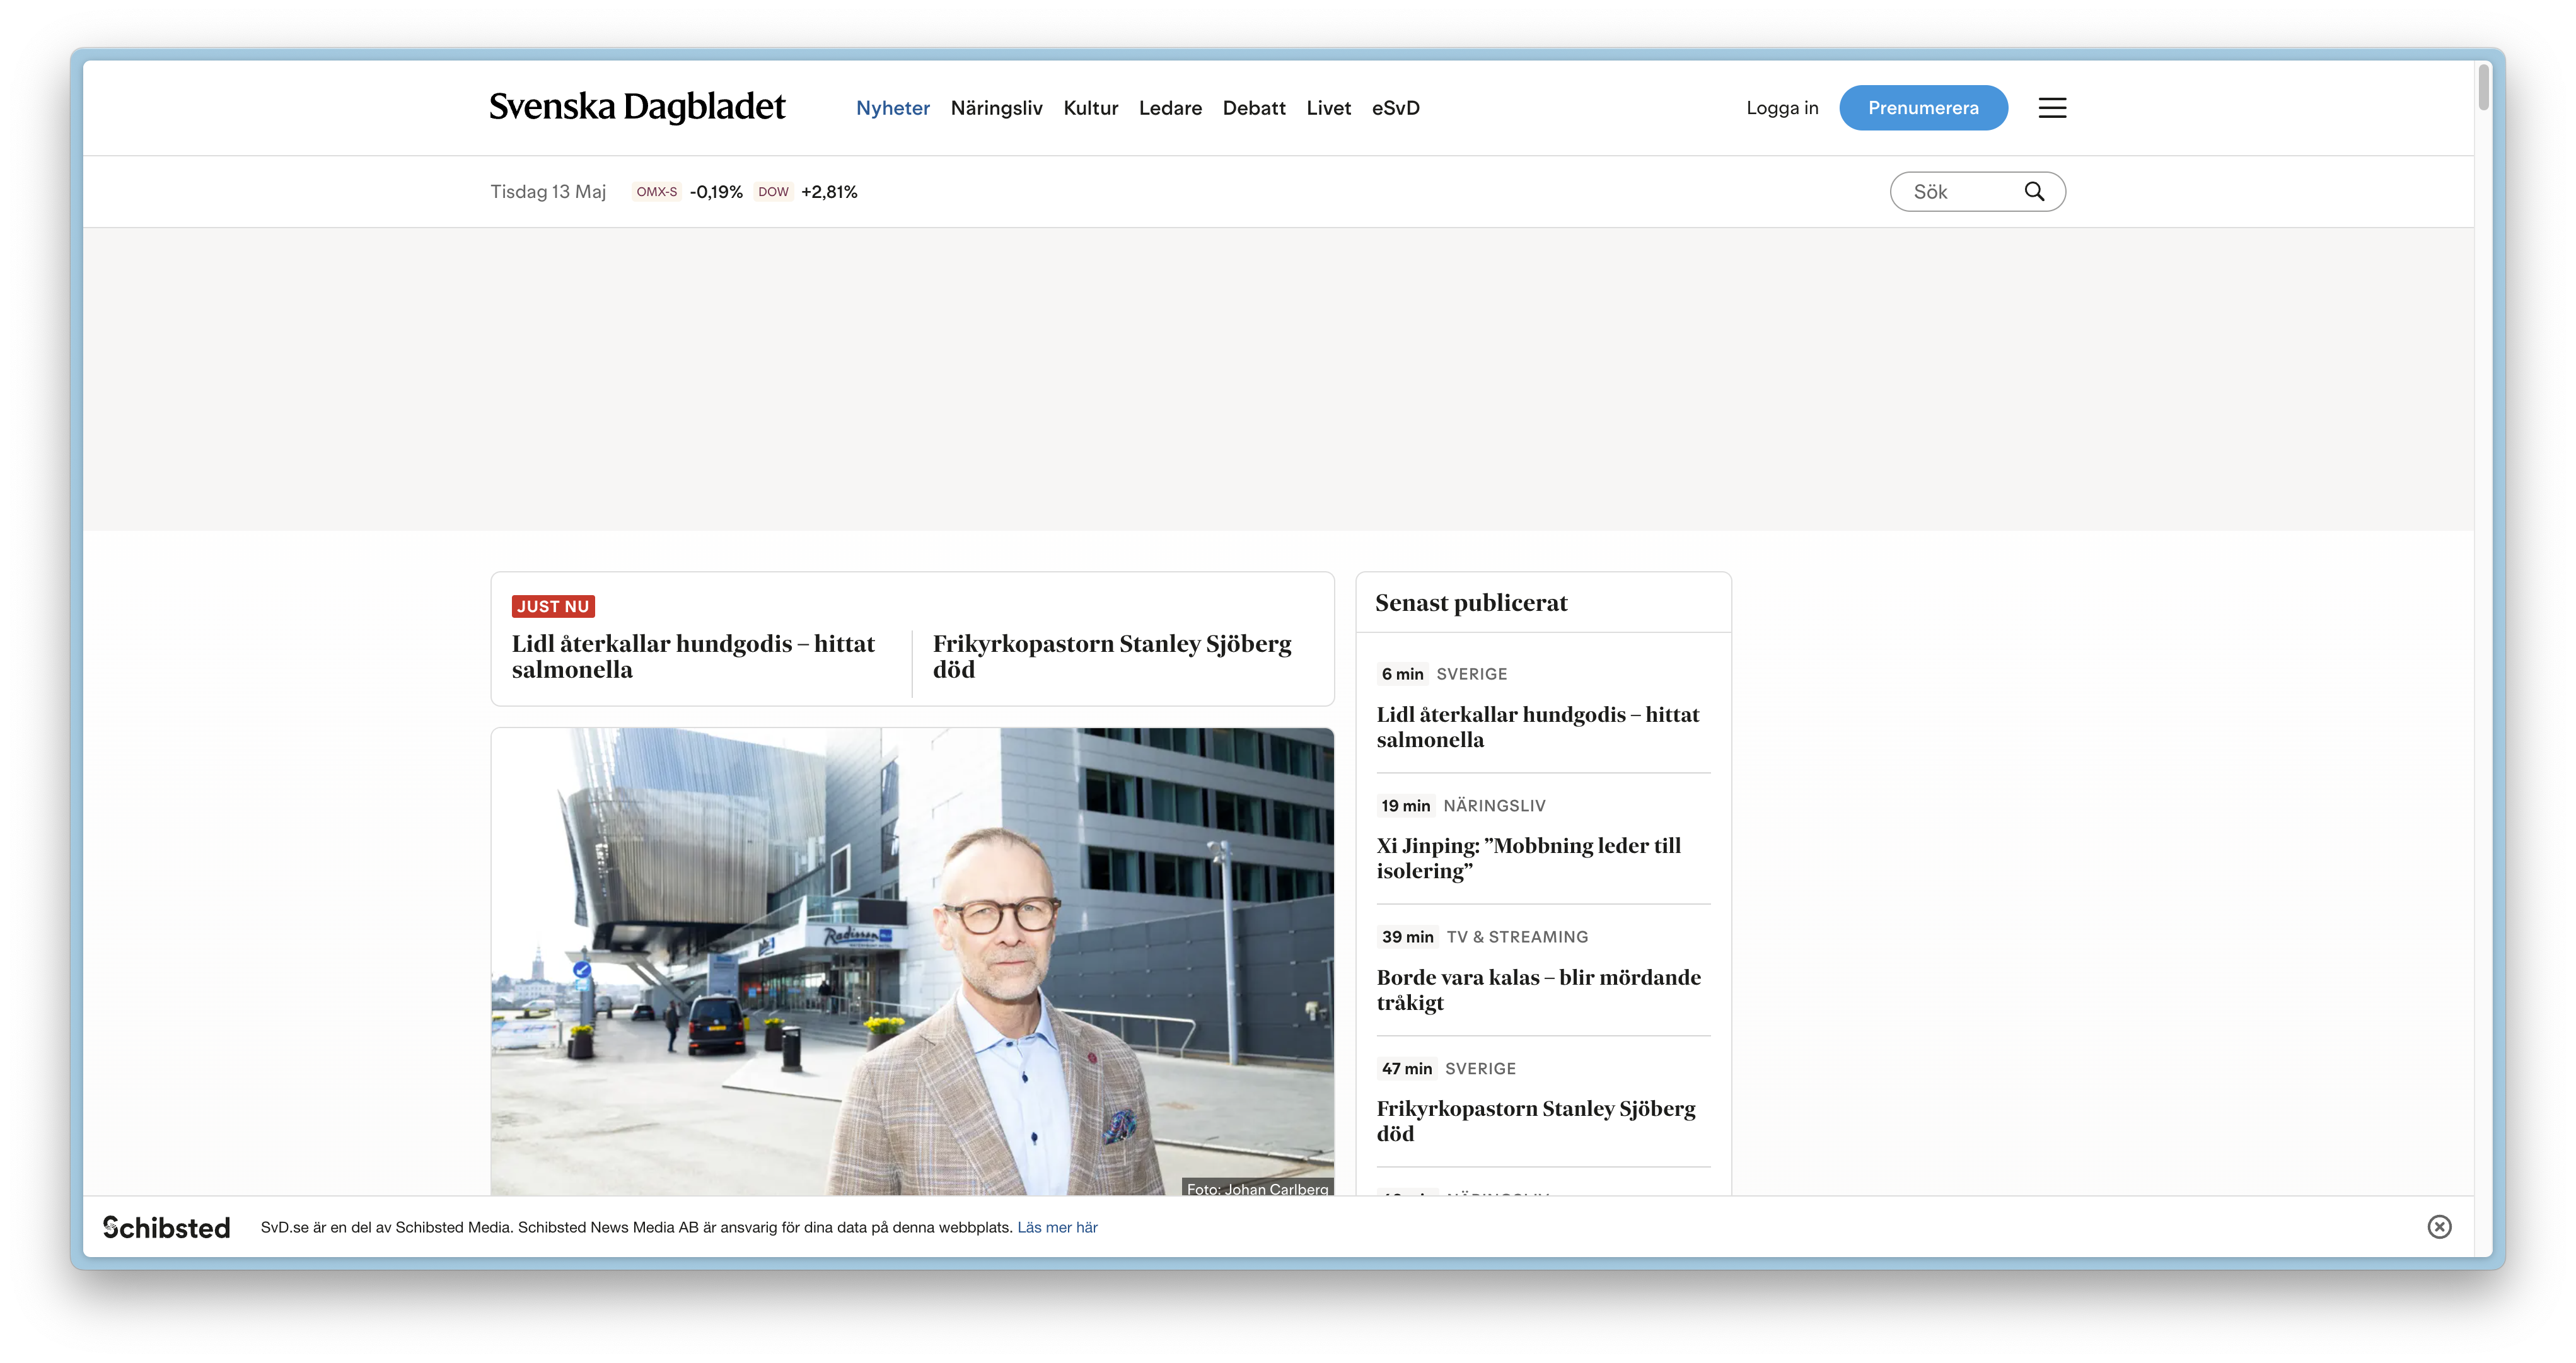 Svenska Dagbladet
Nyheter Näringsliv Kultur Ledare Debatt Livet eSvD
Logga in
Prenumerera
Tisdag 13 Maj
OMX-S -0,19% DOW +2,81%
Sök
JUST NU
Lidl återkallar hundgodis – hittat
salmonella
Frikyrkopastorn Stanley Sjöberg
död
Radisson
Foto: Johan Carlberg
Senast publicerat
6 min SVERIGE
Lidl återkallar hundgodis – hittat
salmonella
19 min NÄRINGSLIV
Xi Jinping: ”Mobbning leder till
isolering”
39 min TV & STREAMING
Borde vara kalas – blir mördande
tråkigt
47 min SVERIGE
Frikyrkopastorn Stanley Sjöberg
död
Schibsted
SvD.se är en del av Schibsted Media. Schibsted News Media AB är ansvarig för dina data på denna webbplats. Läs mer här